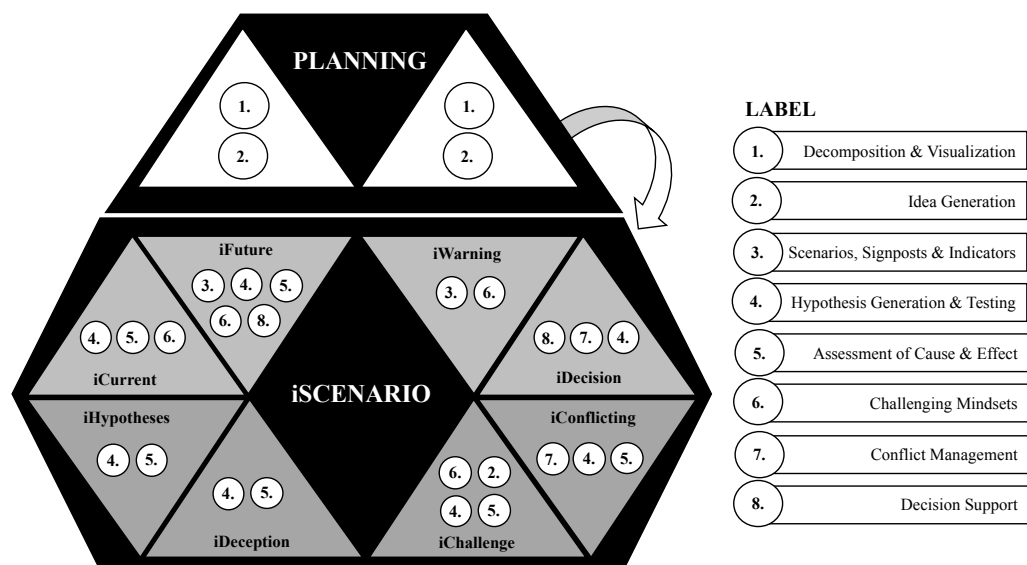 PLANNING
1.
1.
2.
2.
iFuture
3. 4. 5.
6. 8.
iWarning
3. 6.
4. 5. 6.
iCurrent
8. 7. 4.
iDecision
iSCENARIO
iHypotheses
4. 5.
iConflicting
7. 4. 5.
4. 5.
iDeception
6. 2.
4. 5.
iChallenge
LABEL
1. Decomposition & Visualization
2. Idea Generation
3. Scenarios, Signposts & Indicators
4. Hypothesis Generation & Testing
5. Assessment of Cause & Effect
6. Challenging Mindsets
7. Conflict Management
8. Decision Support